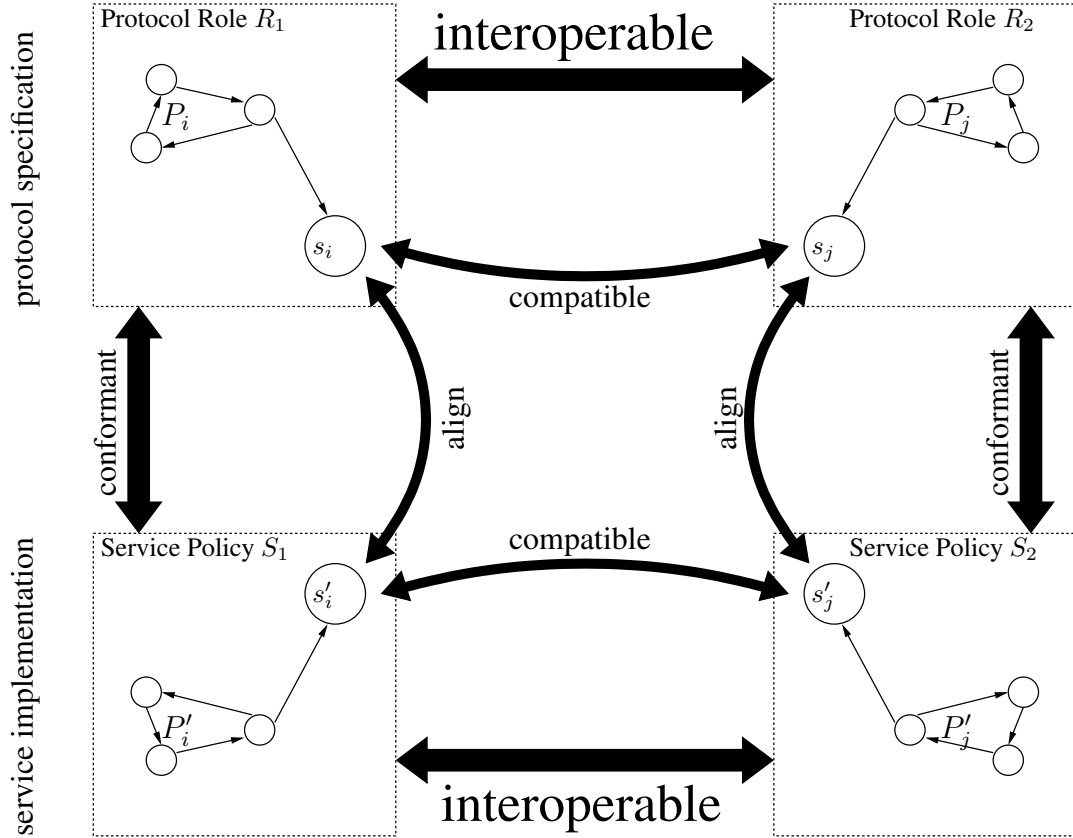 Protocol Role R₁
interoperable
Protocol Role R₂
protocol specification
Pᵢ
Pⱼ
sᵢ
sⱼ
compatible
conformant
align
align
conformant
Service Policy S₁
compatible
Service Policy S₂
service implementation
s′ᵢ
s′ⱼ
P′ᵢ
P′ⱼ
interoperable